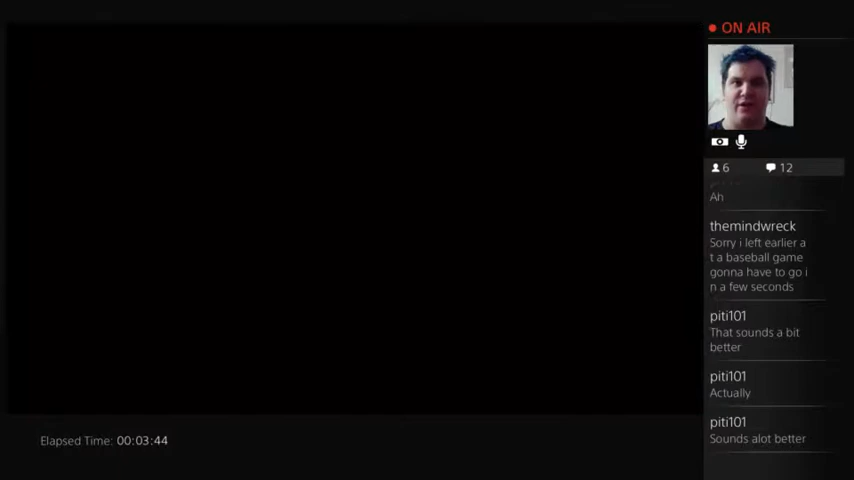 ON AIR
6 12
Ah
themindwreck
Sorry i left earlier a
t a baseball game
gonna have to go i
n a few seconds
piti101
That sounds a bit
better
piti101
Actually
piti101
Sounds alot better
Elapsed Time: 00:03:44